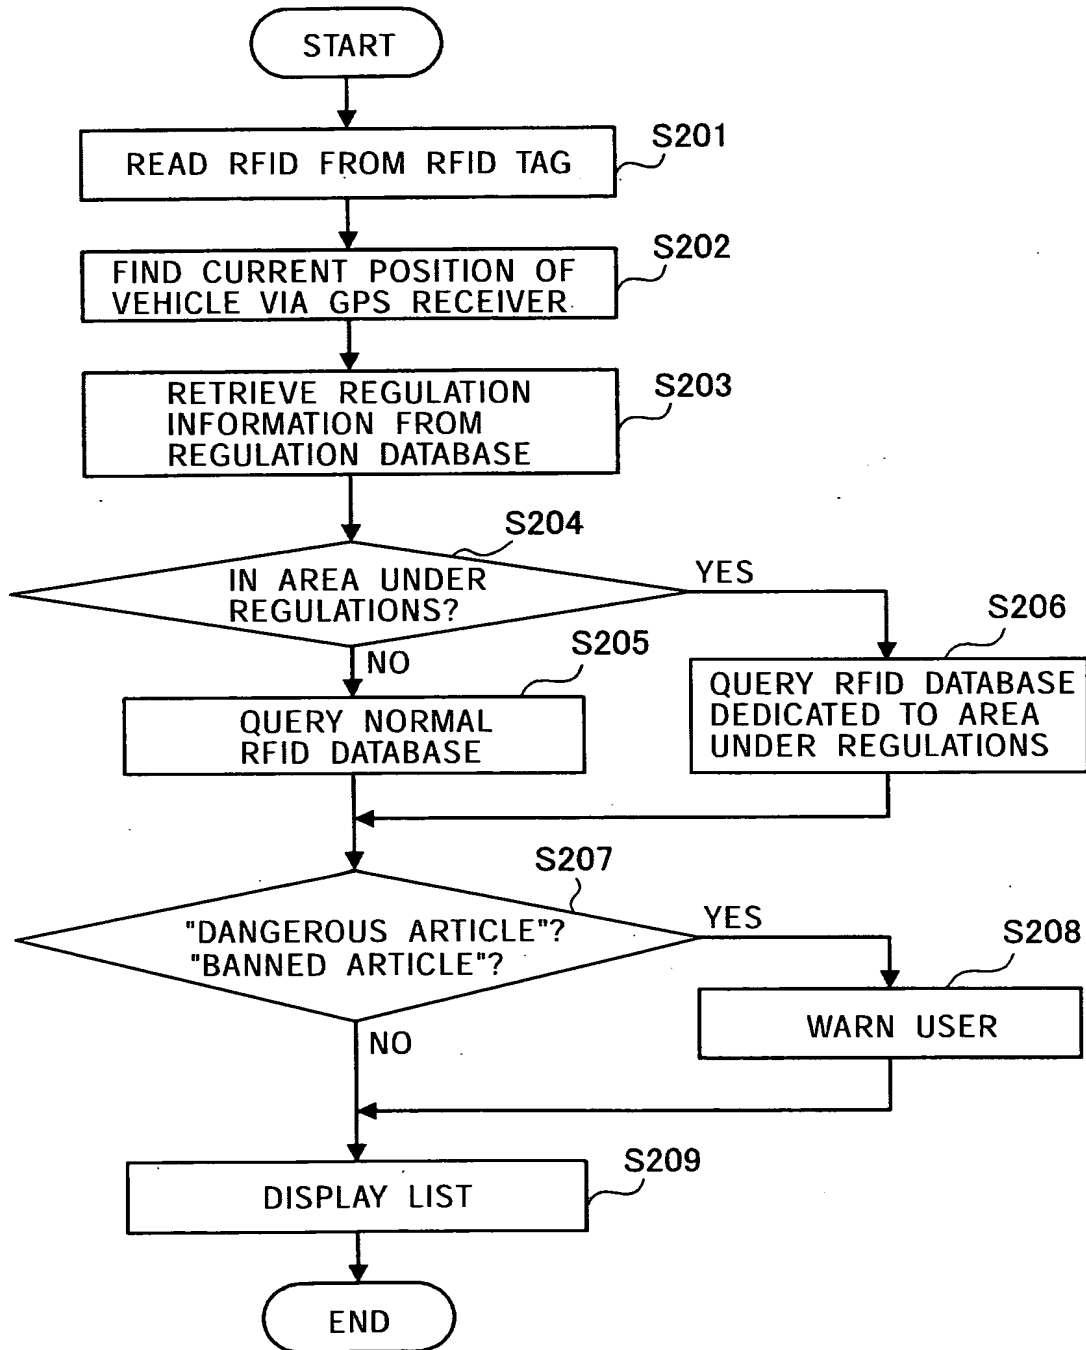 START
S201
READ RFID FROM RFID TAG
S202
FIND CURRENT POSITION OF
VEHICLE VIA GPS RECEIVER
S203
RETRIEVE REGULATION
INFORMATION FROM
REGULATION DATABASE
S204
IN AREA UNDER
REGULATIONS?
YES
NO
S205
QUERY NORMAL
RFID DATABASE
S206
QUERY RFID DATABASE
DEDICATED TO AREA
UNDER REGULATIONS
S207
"DANGEROUS ARTICLE"?
"BANNED ARTICLE"?
YES
NO
S208
WARN USER
S209
DISPLAY LIST
END